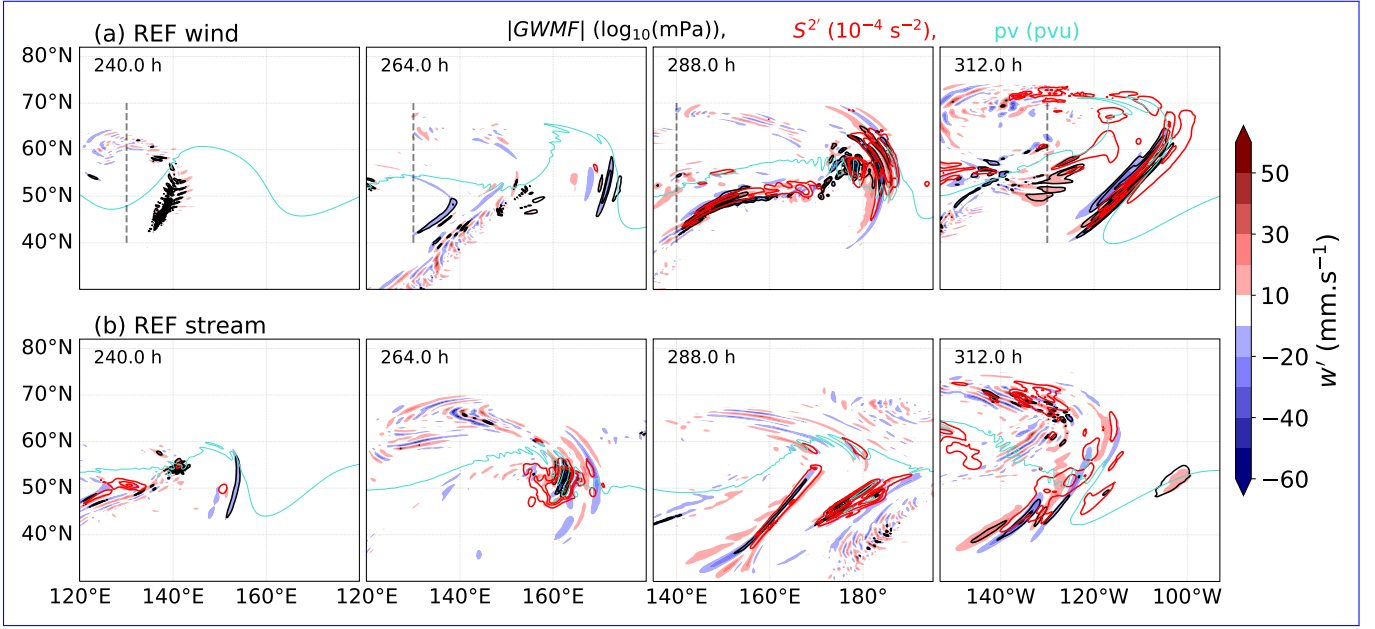 (a) REF wind
|GWMF| (log₁₀(mPa)), S²′ (10⁻⁴ s⁻²), pv (pvu)
240.0 h 264.0 h 288.0 h 312.0 h
80°N
70°N
60°N
50°N
40°N
(b) REF stream
240.0 h 264.0 h 288.0 h 312.0 h
80°N
70°N
60°N
50°N
40°N
120°E 140°E 160°E 120°E 140°E 160°E 140°E 160°E 180° 140°W 120°W 100°W
50
30
10
−20
−40
−60
w′ (mm.s⁻¹)